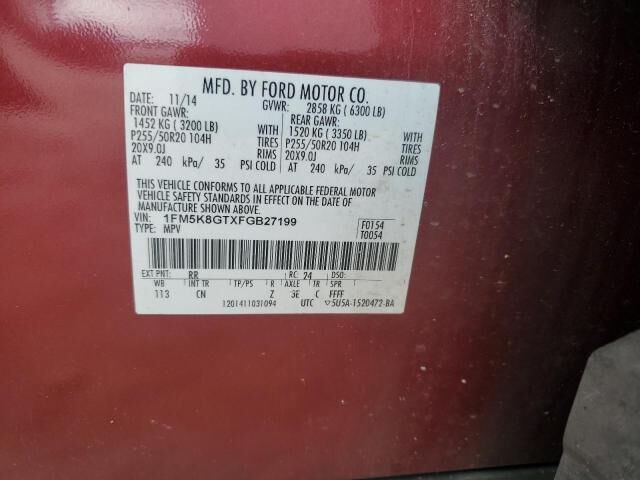 MFD. BY FORD MOTOR CO.
11/14 GVWR: 2858 KG ( 6300 LB)
FRONT GAWR: REAR GAWR:
1452 KG ( 3200 LB) WITH 1520 KG ( 3350 LB) WITH
P255/50R20 104H TIRES P255/50R20 104H TIRES
20X9.0J RIMS 20X9.0J RIMS
AT 240 kPa/ 35 PSI COLD AT 240 kPa/ 35 PSI COLD
THIS VEHICLE CONFORMS TO ALL APPLICABLE FEDERAL MOTOR
VEHICLE SAFETY STANDARDS IN EFFECT ON THE DATE OF
MANUFACTURE SHOWN ABOVE.
VIN: 1FM5K8GTXFGB27199 F0154
TYPE: MPV T0054
EXT PNT: RR RC: 24 DSO:
WB INT TR TP/PS R AXLE TR SPR
113 CN Z 3E C FFFF
1201411031094 UTC ▽5U5A-1520472-BA